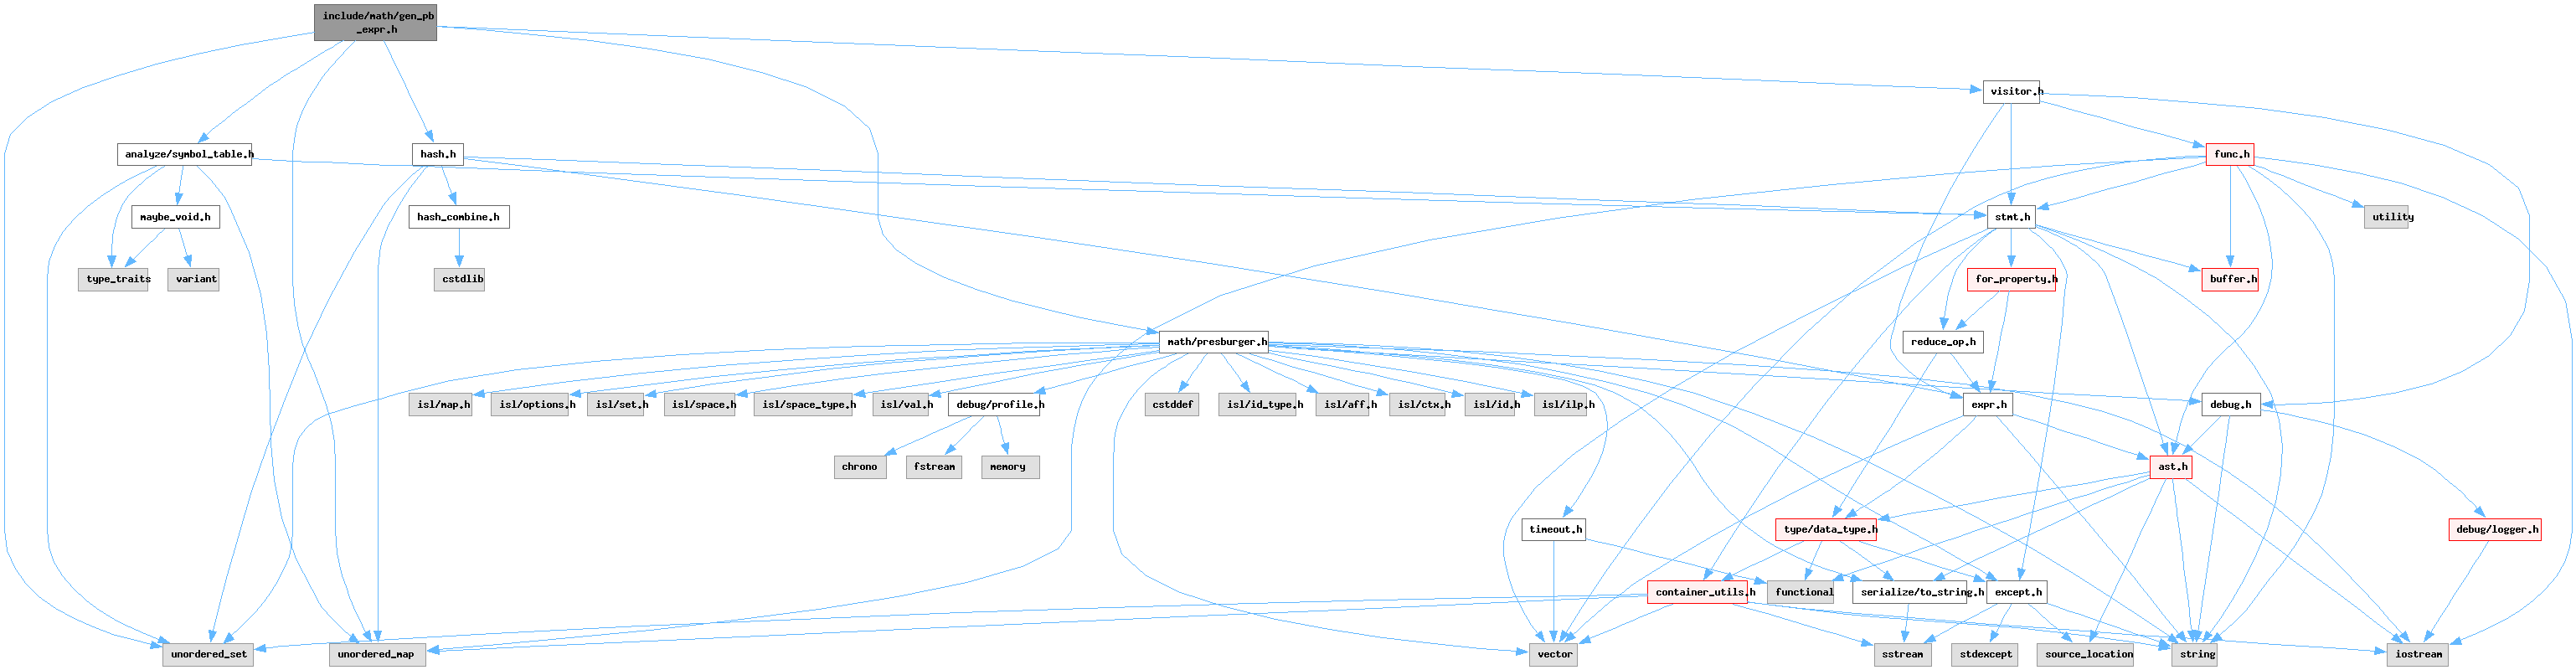 include/math/gen_pb
_expr.h
visitor.h
analyze/symbol_table.h
hash.h
func.h
maybe_void.h
hash_combine.h
stmt.h
utility
type_traits
variant
cstdlib
for_property.h
buffer.h
math/presburger.h
reduce_op.h
isl/map.h
isl/options.h
isl/set.h
isl/space.h
isl/space_type.h
isl/val.h
debug/profile.h
cstddef
isl/id_type.h
isl/aff.h
isl/ctx.h
isl/id.h
isl/ilp.h
expr.h
debug.h
chrono
fstream
memory
ast.h
timeout.h
type/data_type.h
debug/logger.h
container_utils.h
functional
serialize/to_string.h
except.h
unordered_set
unordered_map
vector
sstream
stdexcept
source_location
string
iostream